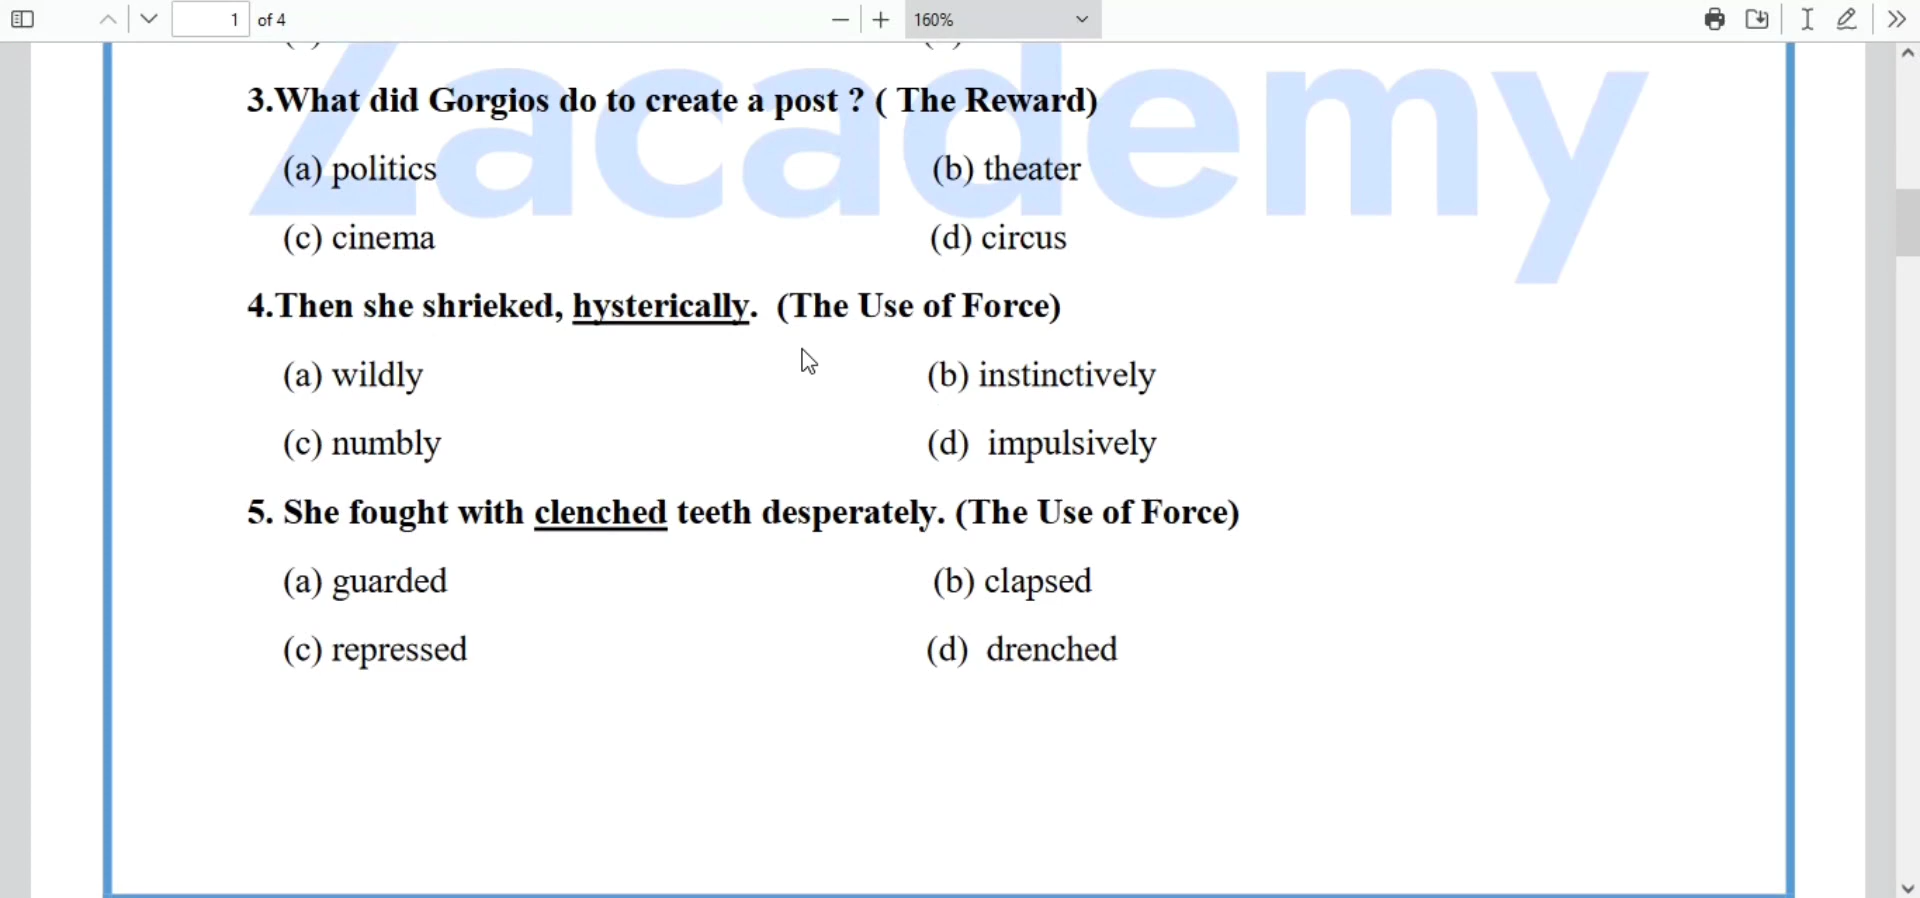 1 of 4 160%
Zacademy
3.What did Gorgios do to create a post ? ( The Reward)
(a) politics (b) theater
(c) cinema (d) circus
4.Then she shrieked, hysterically. (The Use of Force)
(a) wildly (b) instinctively
(c) numbly (d) impulsively
5. She fought with clenched teeth desperately. (The Use of Force)
(a) guarded (b) clapsed
(c) repressed (d) drenched